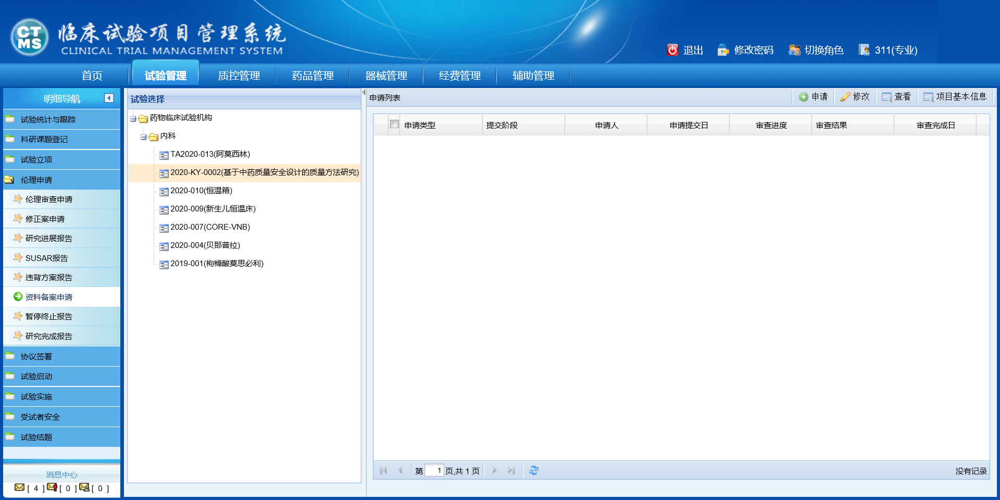 CTMS
临床试验项目管理系统
CLINICAL TRIAL MANAGEMENT SYSTEM
退出 修改密码 切换角色 311(专业)
首页 试验管理 质控管理 药品管理 器械管理 经费管理 辅助管理
明细导航
试验统计与跟踪
科研课题登记
试验立项
伦理申请
伦理审查申请
修正案申请
研究进展报告
SUSAR报告
违背方案报告
资料备案申请
暂停终止报告
研究完成报告
协议签署
试验启动
试验实施
受试者安全
试验结题
消息中心
[ 4 ] [ 0 ] [ 0 ]
试验选择
药物临床试验机构
内科
TA2020-013(阿莫西林)
2020-KY-0002(基于中药质量安全设计的质量方法研究)
2020-010(恒温箱)
2020-009(新生儿恒温床)
2020-007(CORE-VNB)
2020-004(贝那普拉)
2019-001(枸橼酸莫思必利)
申请列表
申请 修改 查看 项目基本信息
申请类型 提交阶段 申请人 申请提交日 审查进度 审查结果 审查完成日
第 1 页,共 1 页
没有记录